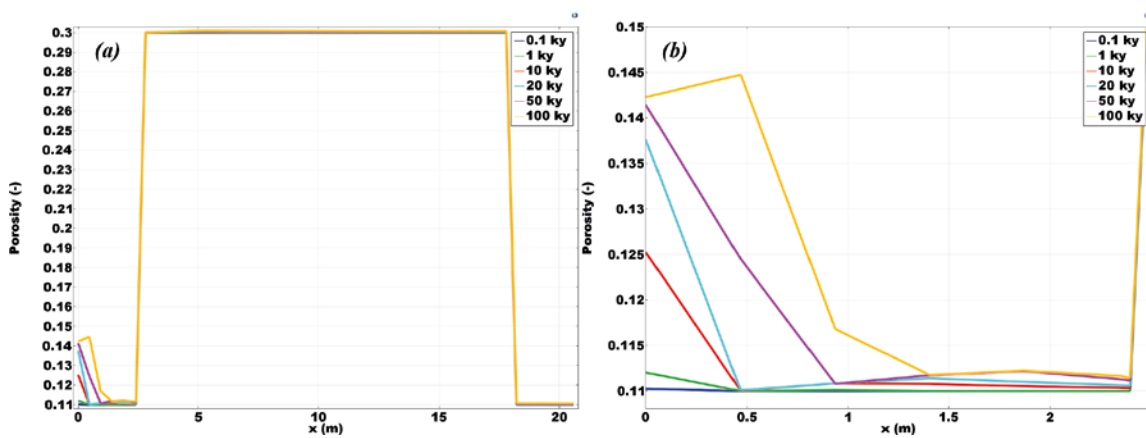 (a)
Porosity (-)
0.3
0.29
0.28
0.27
0.26
0.25
0.24
0.23
0.22
0.21
0.2
0.19
0.18
0.17
0.16
0.15
0.14
0.13
0.12
0.11
0 5 10 15 20
x (m)
0.1 ky
1 ky
10 ky
20 ky
50 ky
100 ky
(b)
Porosity (-)
0.15
0.145
0.14
0.135
0.13
0.125
0.12
0.115
0.11
0 0.5 1 1.5 2
x (m)
0.1 ky
1 ky
10 ky
20 ky
50 ky
100 ky